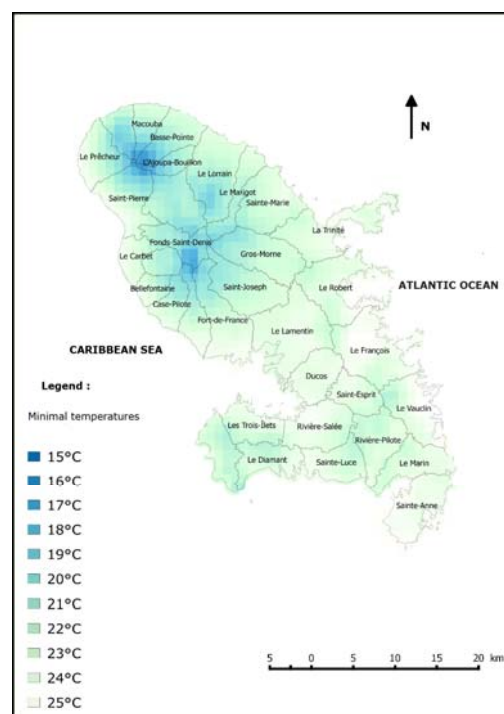 Macouba
Basse-Pointe
Le Prêcheur
L'Ajoupa-Bouillon
Le Lorrain
Le Marigot
Saint-Pierre
Sainte-Marie
La Trinité
Fonds-Saint-Denis
Gros-Morne
Le Carbet
Bellefontaine
Saint-Joseph
Le Robert
Case-Pilote
Fort-de-France
Le Lamentin
Le François
Ducos
Saint-Esprit
Le Vauclin
Les Trois-Îlets
Rivière-Salée
Rivière-Pilote
Le Diamant
Sainte-Luce
Le Marin
Sainte-Anne
N
ATLANTIC OCEAN
CARIBBEAN SEA
Legend :
Minimal temperatures
15°C
16°C
17°C
18°C
19°C
20°C
21°C
22°C
23°C
24°C
25°C
5 0 5 10 15 20 km